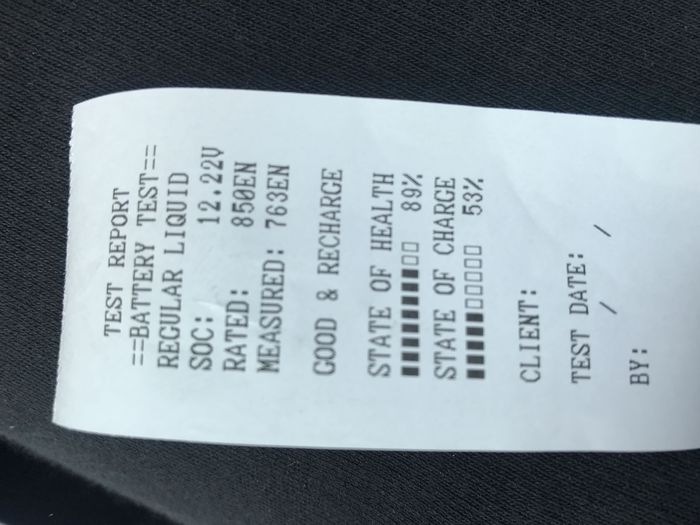 TEST REPORT
==BATTERY TEST==
REGULAR LIQUID
SOC: 12.22V
RATED: 850EN
MEASURED: 763EN
GOOD & RECHARGE
STATE OF HEALTH
89%
STATE OF CHARGE
53%
CLIENT:
TEST DATE:
/ /
BY: